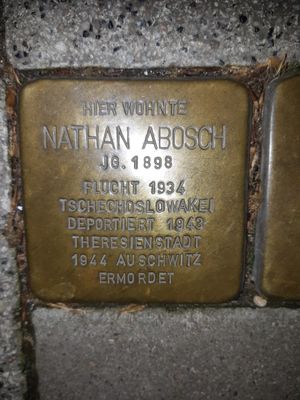 HIER WOHNTE
NATHAN ABOSCH
JG. 1898
FLUCHT 1934
TSCHECHOSLOWAKEI
DEPORTIERT 1943
THERESIENSTADT
1944 AUSCHWITZ
ERMORDET